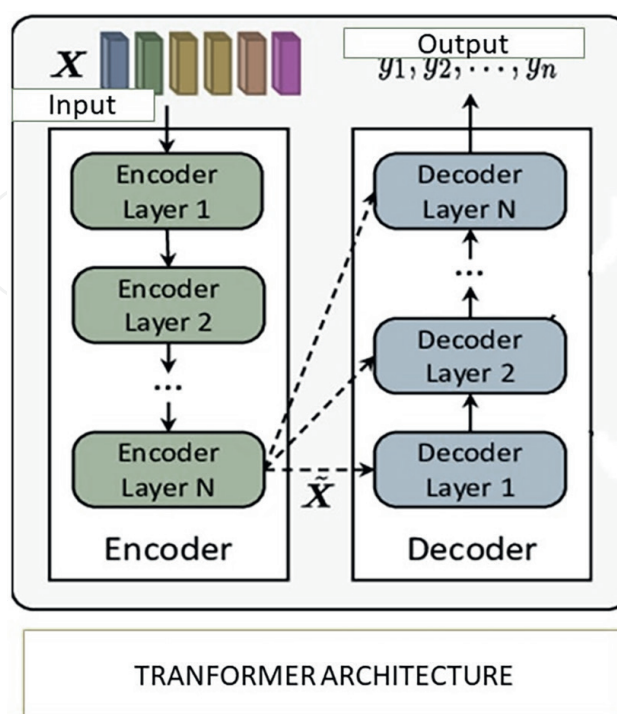 X
Input
Output
y1, y2, ···, yn
Encoder
Layer 1
Encoder
Layer 2
...
Encoder
Layer N
Encoder
X̃
Decoder
Layer N
...
Decoder
Layer 2
Decoder
Layer 1
Decoder
TRANFORMER ARCHITECTURE